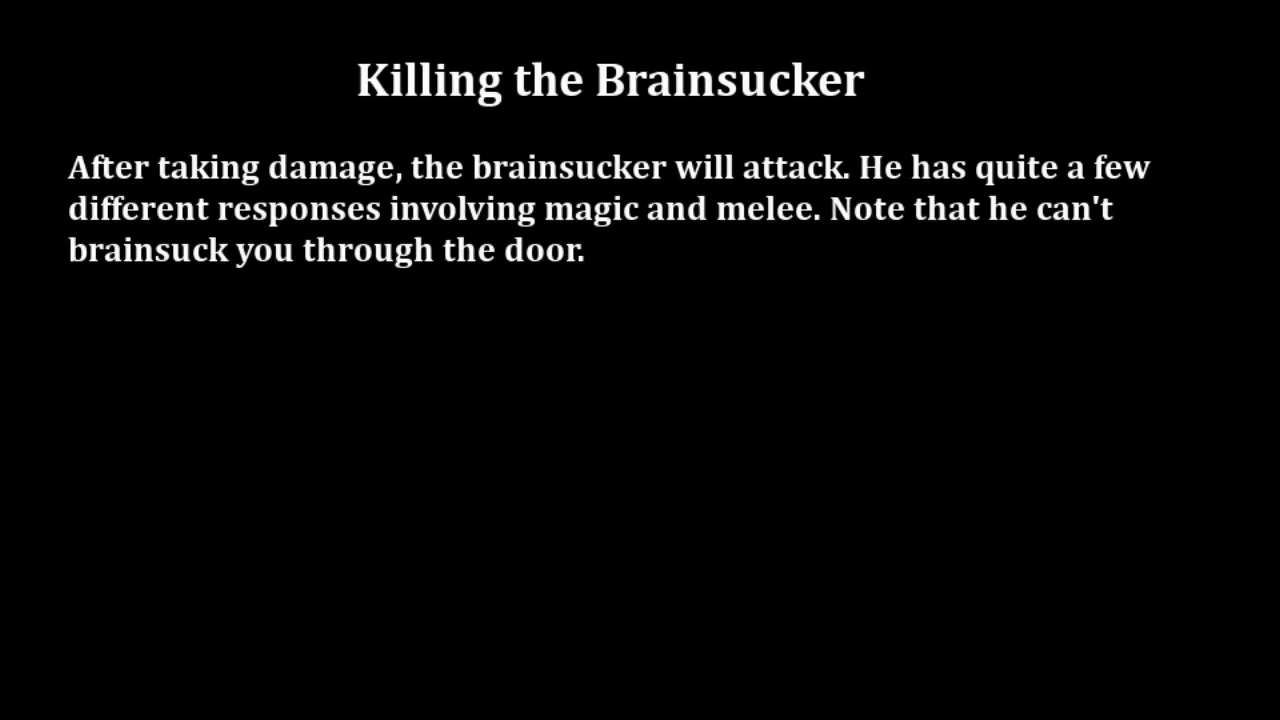 Killing the Brainsucker
After taking damage, the brainsucker will attack. He has quite a few
different responses involving magic and melee. Note that he can't
brainsuck you through the door.